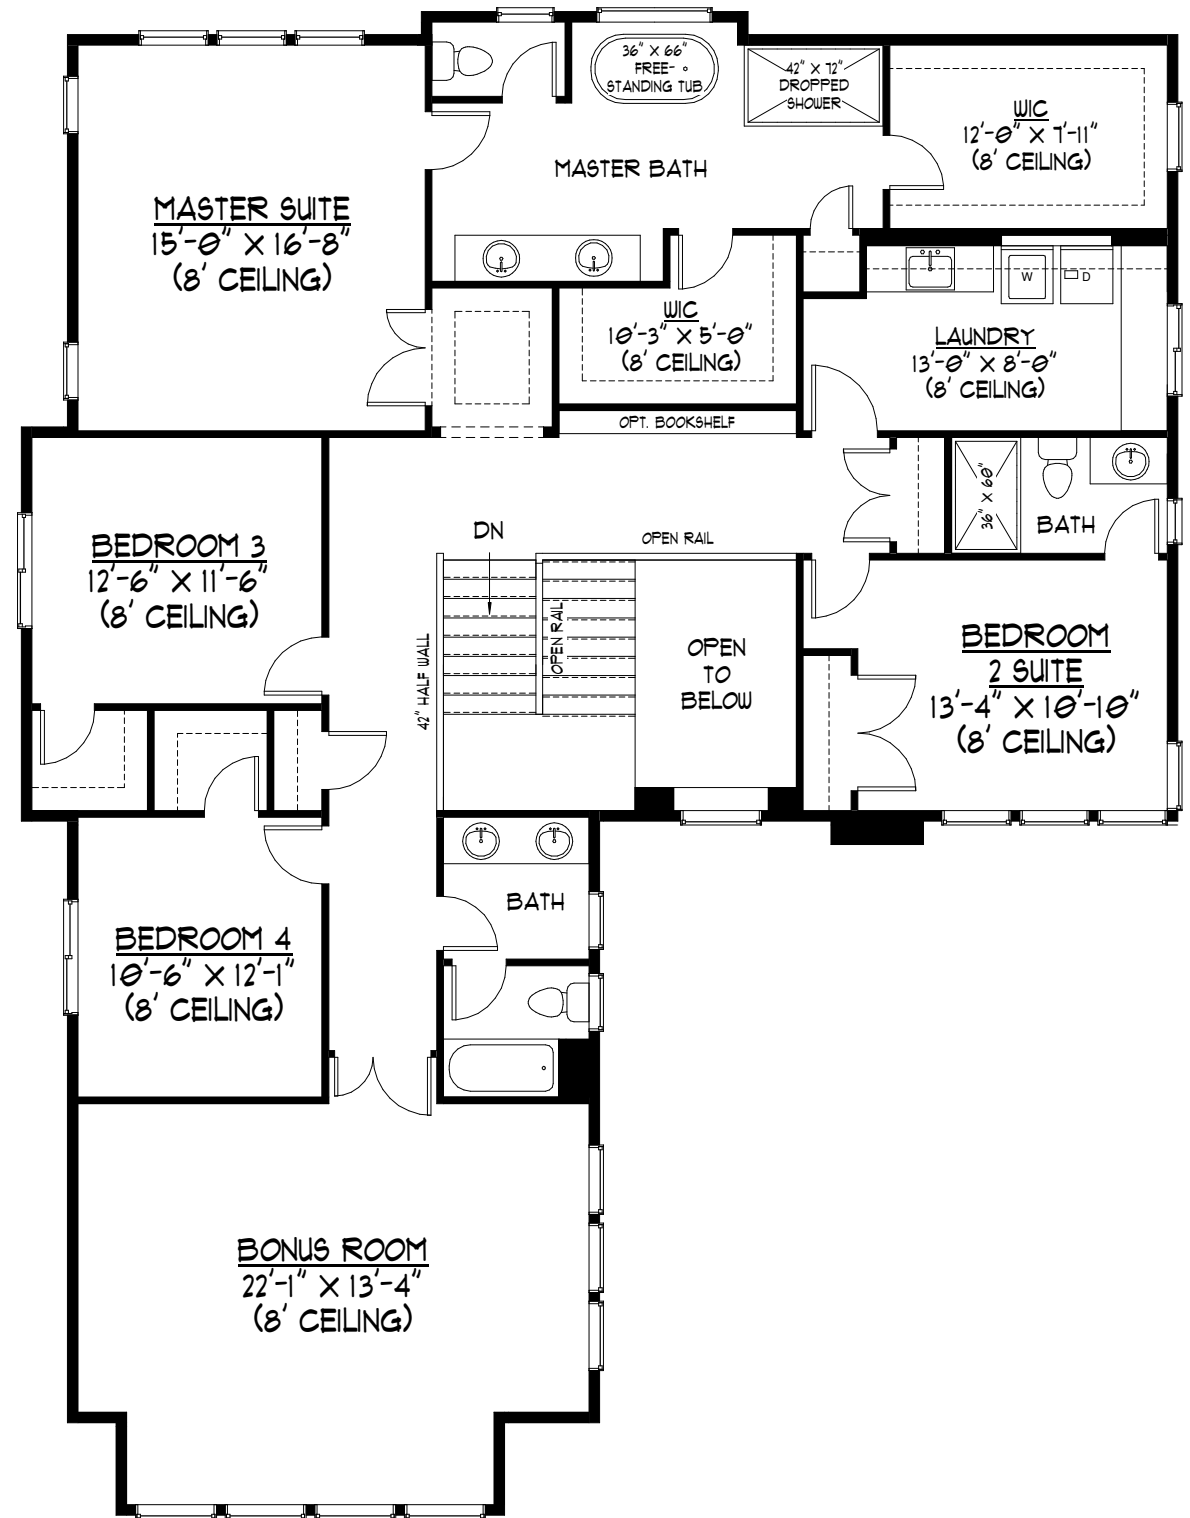 36" X 66"
FREE-
STANDING TUB
42" X 72"
DROPPED
SHOWER
WIC
12'-0" X 7'-11"
(8' CEILING)
MASTER BATH
MASTER SUITE
15'-0" X 16'-8"
(8' CEILING)
W
D
WIC
10'-3" X 5'-0"
(8' CEILING)
LAUNDRY
13'-0" X 8'-0"
(8' CEILING)
OPT. BOOKSHELF
36" X 60"
BATH
DN
OPEN RAIL
BEDROOM 3
12'-6" X 11'-6"
(8' CEILING)
42" HALF WALL
OPEN RAIL
OPEN
TO
BELOW
BEDROOM
2 SUITE
13'-4" X 10'-10"
(8' CEILING)
BATH
BEDROOM 4
10'-6" X 12'-1"
(8' CEILING)
BONUS ROOM
22'-1" X 13'-4"
(8' CEILING)